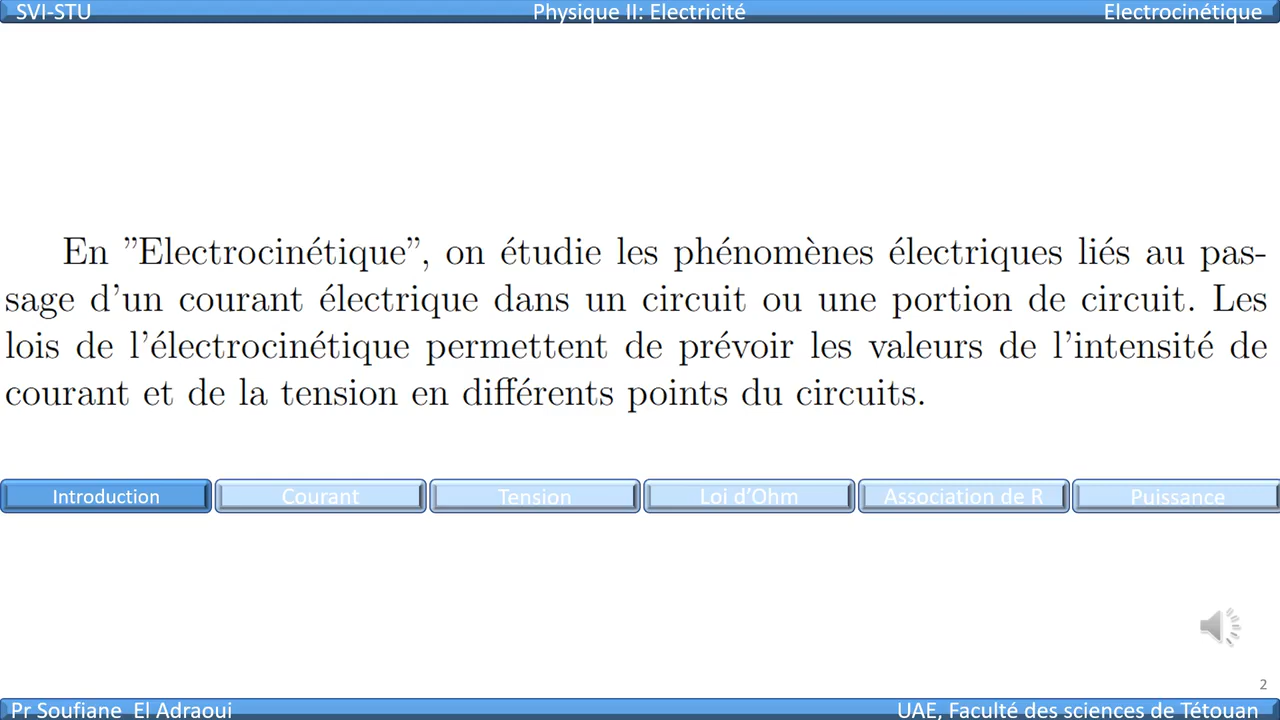 SVI-STU Physique II: Electricité Electrocinétique
En ”Electrocinétique”, on étudie les phénomènes électriques liés au pas-
sage d’un courant électrique dans un circuit ou une portion de circuit. Les
lois de l’électrocinétique permettent de prévoir les valeurs de l’intensité de
courant et de la tension en différents points du circuits.
Introduction Courant Tension Loi d’Ohm Association de R Puissance
2
Pr Soufiane El Adraoui UAE, Faculté des sciences de Tétouan